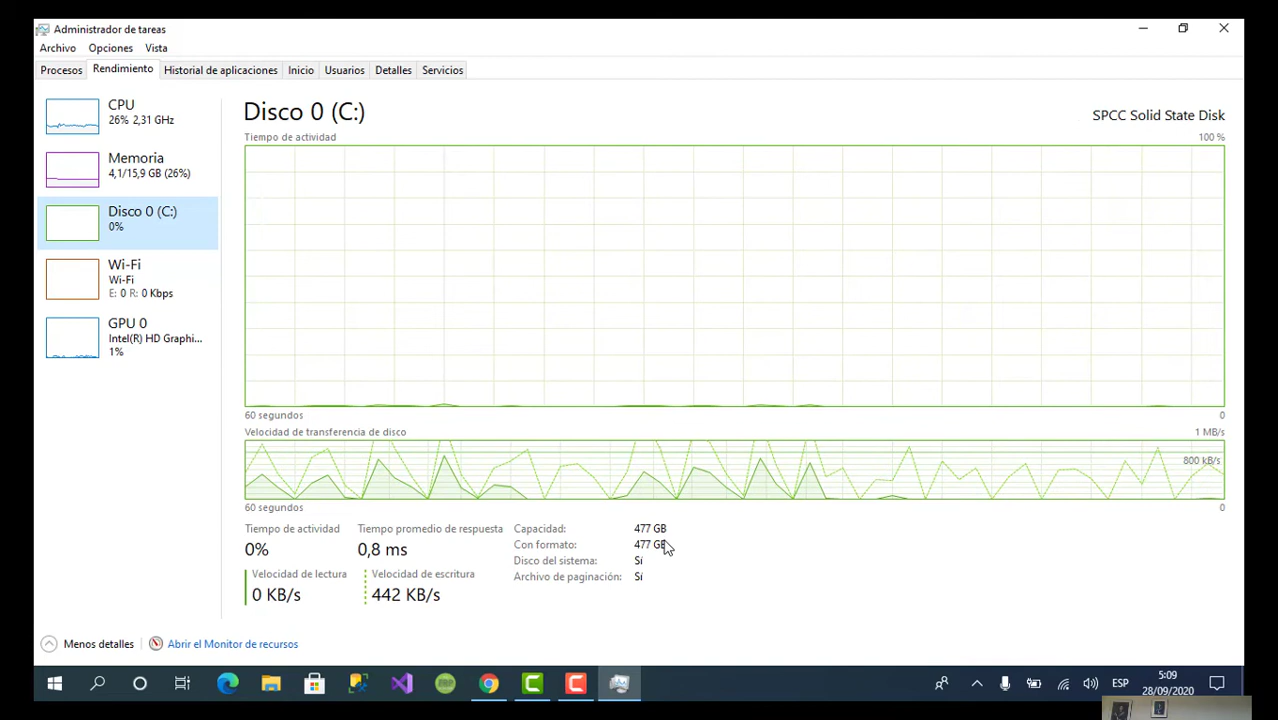 Administrador de tareas
Archivo Opciones Vista
Procesos Rendimiento Historial de aplicaciones Inicio Usuarios Detalles Servicios
CPU
26% 2,31 GHz
Memoria
4,1/15,9 GB (26%)
Disco 0 (C:)
0%
Wi-Fi
Wi-Fi
E: 0 R: 0 Kbps
GPU 0
Intel(R) HD Graphi...
1%
Disco 0 (C:) SPCC Solid State Disk
Tiempo de actividad 100 %
60 segundos 0
Velocidad de transferencia de disco 1 MB/s
800 kB/s
60 segundos 0
Tiempo de actividad
0%
Tiempo promedio de respuesta
0,8 ms
Velocidad de lectura
0 KB/s
Velocidad de escritura
442 KB/s
Capacidad: 477 GB
Con formato: 477 GB
Disco del sistema: Sí
Archivo de paginación: Sí
Menos detalles Abrir el Monitor de recursos
ESP
5:09
28/09/2020